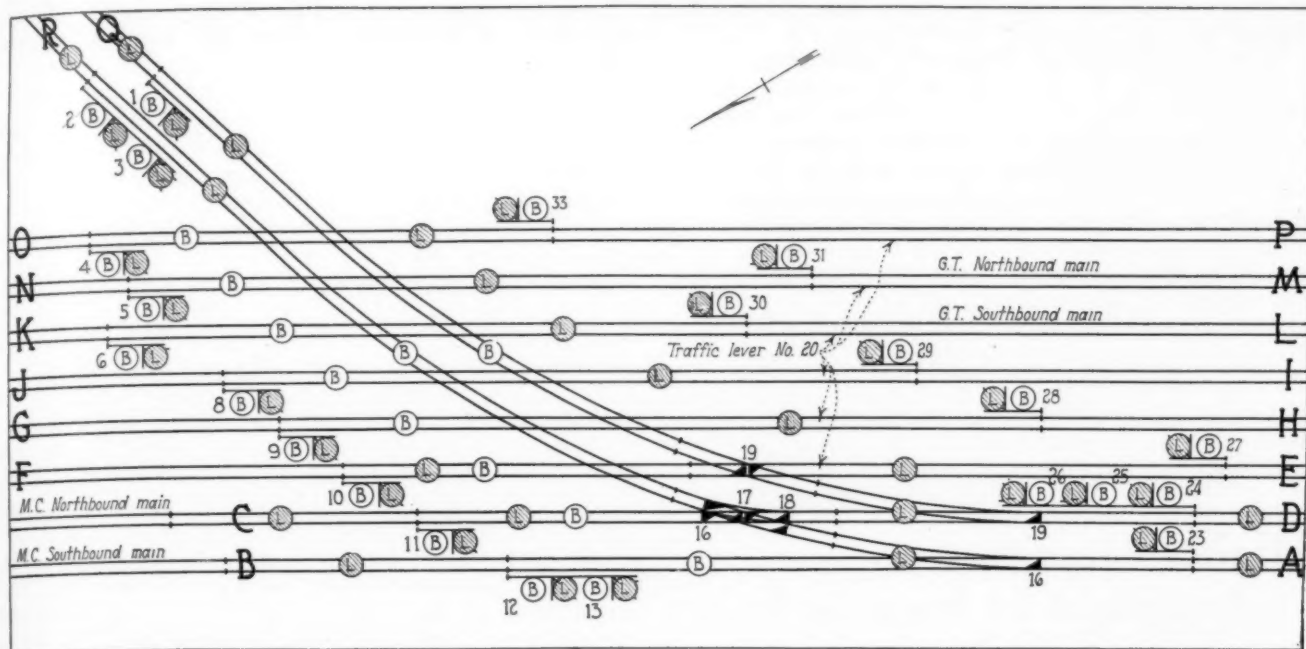 R Q
1 B L
2 B L
3 B L
L L L L
O B L L B 33 P
4 B L L B 31 G.T. Northbound main
N B L M
5 B L L B 30 G.T. Southbound main
K B L L
6 B L B B Traffic lever No. 20 L B 29
J B L I
8 B L L B 28
G B L H
9 B L L B 27
F L B 19 L E
10 B L 17 18 L B 26 L B 25 L B 24
M.C. Northbound main C L L B 16 L 19 L D
11 B L L B 23
M.C. Southbound main B L B L 16 L A
12 B L 13 B L